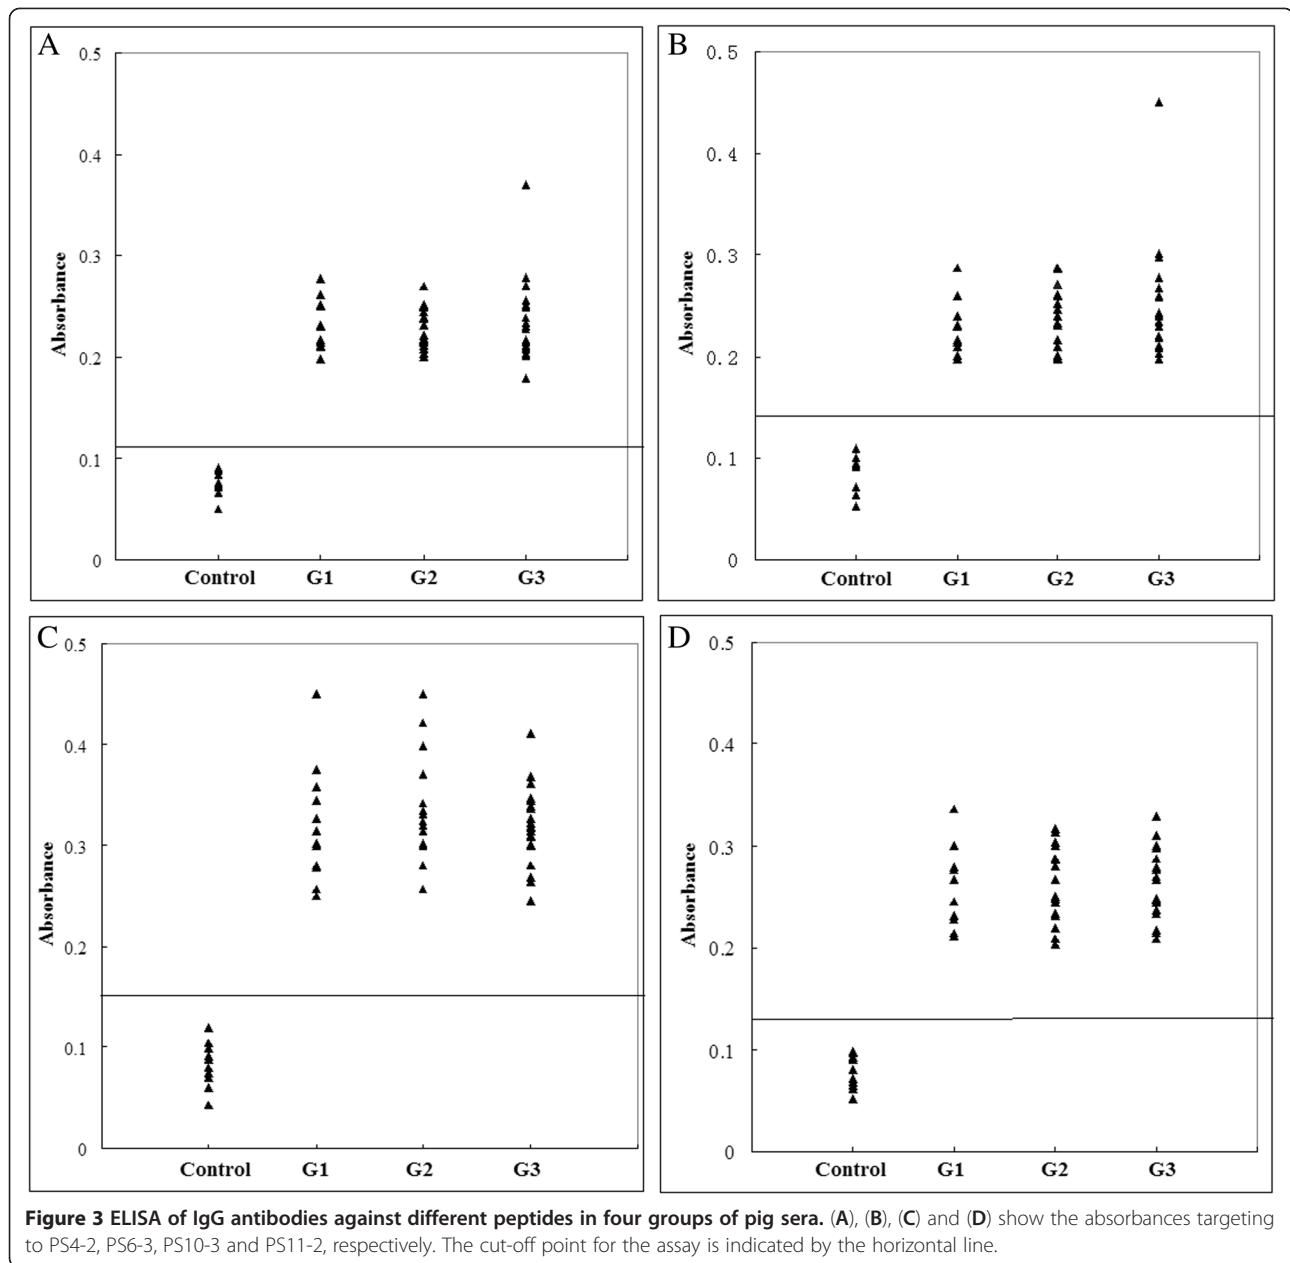 A
0.5
0.4
0.3
0.2
0.1
0
Absorbance
Control G1 G2 G3
B
0.5
0.4
0.3
0.2
0.1
0
Absorbance
Control G1 G2 G3
C
0.5
0.4
0.3
0.2
0.1
0
Absorbance
Control G1 G2 G3
D
0.5
0.4
0.3
0.2
0.1
0
Absorbance
Control G1 G2 G3
Figure 3 ELISA of IgG antibodies against different peptides in four groups of pig sera. (A), (B), (C) and (D) show the absorbances targeting
to PS4-2, PS6-3, PS10-3 and PS11-2, respectively. The cut-off point for the assay is indicated by the horizontal line.